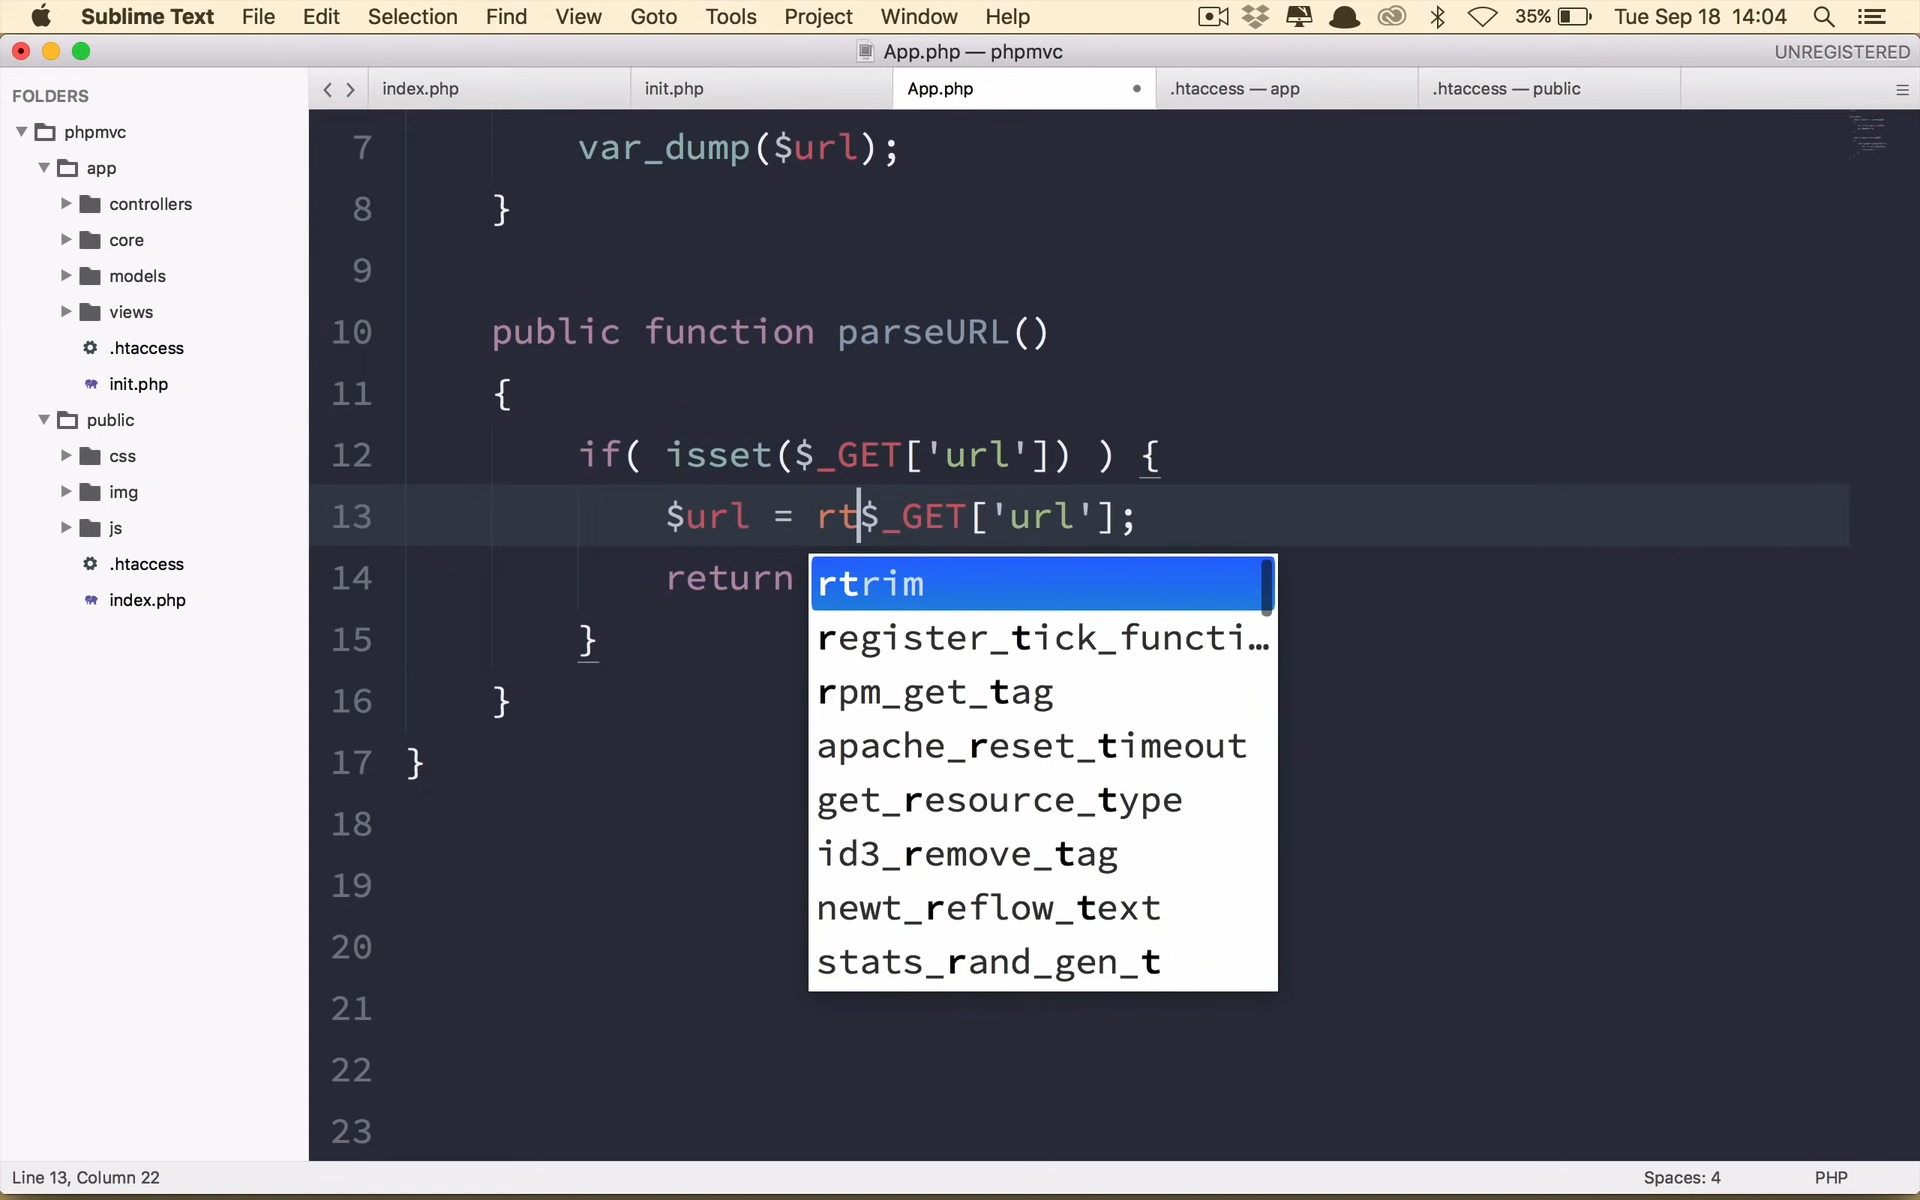 Sublime Text File Edit Selection Find View Goto Tools Project Window Help 35% Tue Sep 18 14:04
App.php — phpmvc UNREGISTERED
FOLDERS
phpmvc
app
controllers
core
models
views
.htaccess
init.php
public
css
img
js
.htaccess
index.php
index.php init.php App.php .htaccess — app .htaccess — public
7 var_dump($url);
8 }
9
10 public function parseURL()
11 {
12 if( isset($_GET['url']) ) {
13 $url = rt$_GET['url'];
14 return
15 }
16 }
17 }
18
19
20
21
22
23
rtrim
register_tick_functi…
rpm_get_tag
apache_reset_timeout
get_resource_type
id3_remove_tag
newt_reflow_text
stats_rand_gen_t
Line 13, Column 22 Spaces: 4 PHP